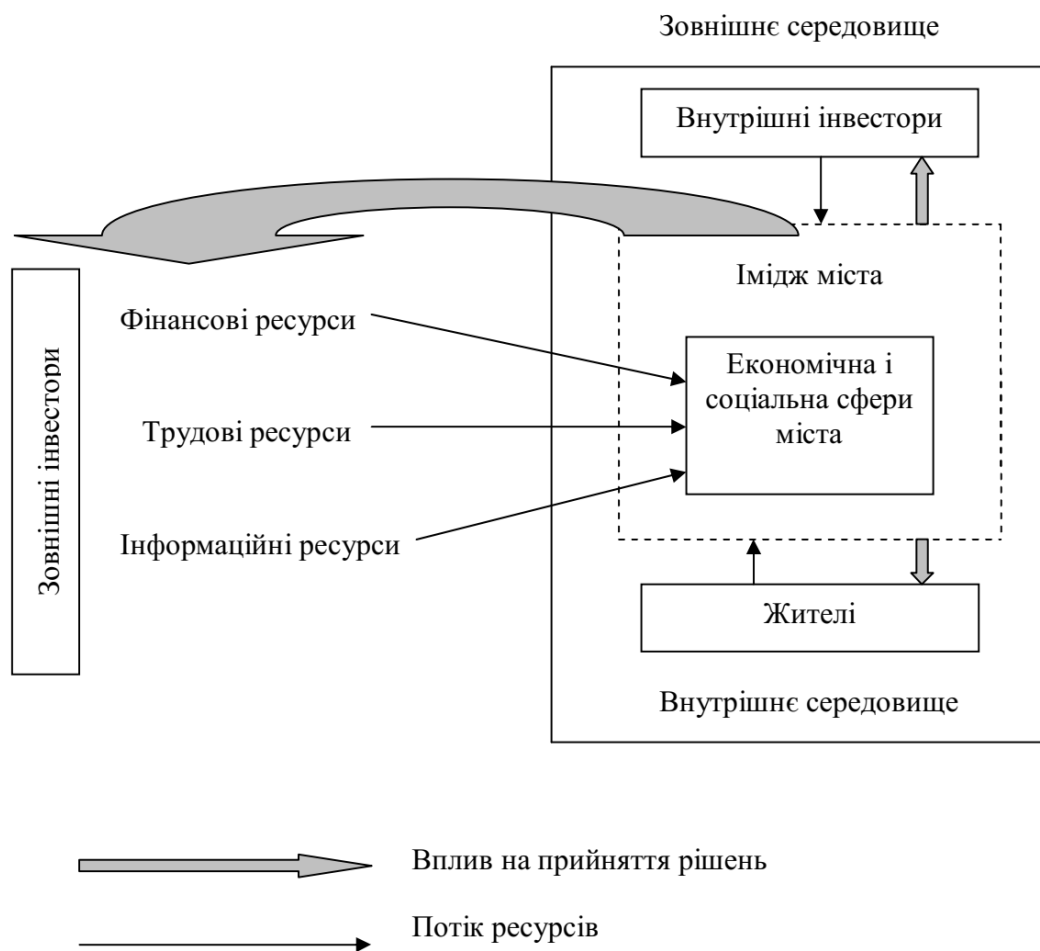 Зовнішнє середовище
Внутрішні інвестори
Імідж міста
Фінансові ресурси
Економічна і
соціальна сфери
міста
Трудові ресурси
Інформаційні ресурси
Зовнішні інвестори
Жителі
Внутрішнє середовище
Вплив на прийняття рішень
Потік ресурсів